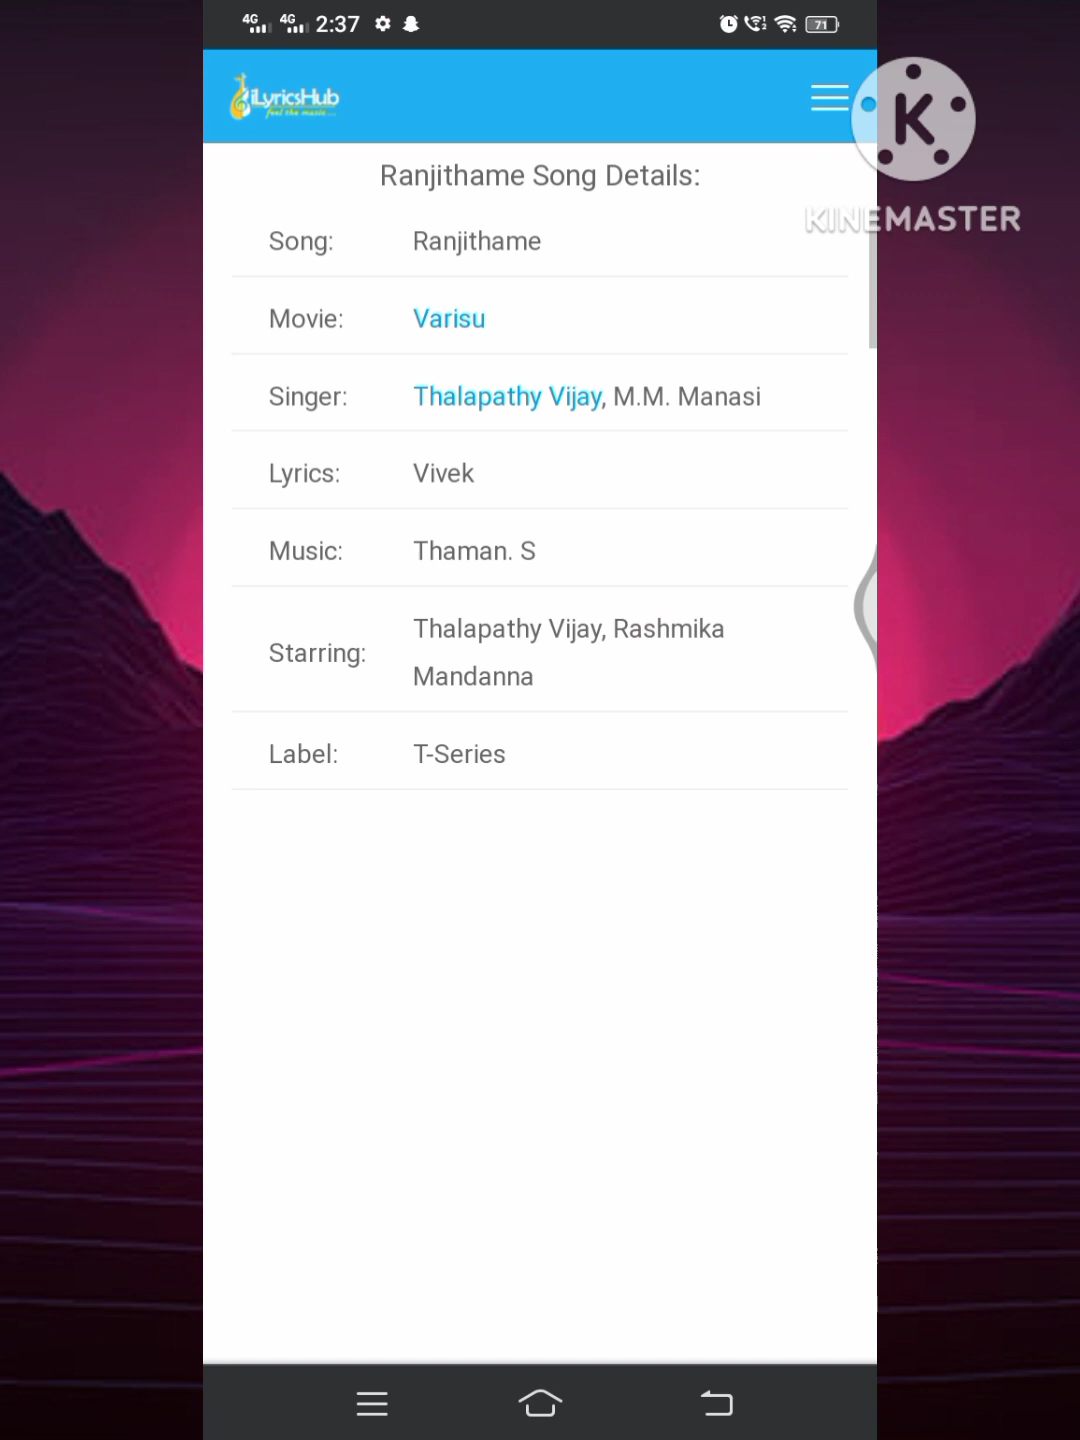 4G 4G 2:37 71
iLyricsHub
feel the music...
KINEMASTER
Ranjithame Song Details:
Song: Ranjithame
Movie: Varisu
Singer: Thalapathy Vijay, M.M. Manasi
Lyrics: Vivek
Music: Thaman. S
Starring: Thalapathy Vijay, Rashmika
Mandanna
Label: T-Series